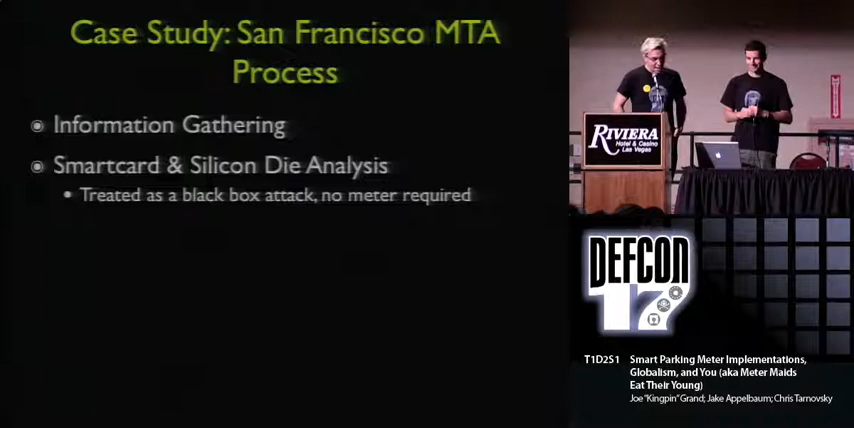 Case Study: San Francisco MTA
Process
Information Gathering
Smartcard & Silicon Die Analysis
Treated as a black box attack, no meter required
RIVIERA
Hotel & Casino
Las Vegas
DEFCON
17
T1D2S1 Smart Parking Meter Implementations,
Globalism, and You (aka Meter Maids
Eat Their Young)
Joe "Kingpin" Grand; Jake Appelbaum; Chris Tarnovsky